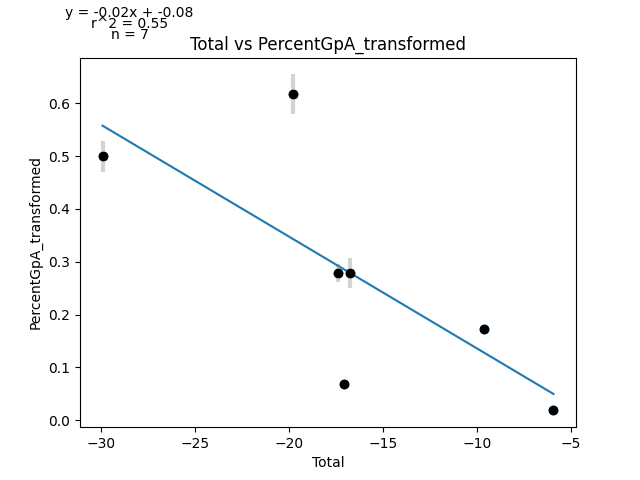 y = -0.02x + -0.08
r^2 = 0.55
n = 7
Total vs PercentGpA_transformed
PercentGpA_transformed
0.6
0.5
0.4
0.3
0.2
0.1
0.0
−30
−25
−20
−15
−10
−5
Total